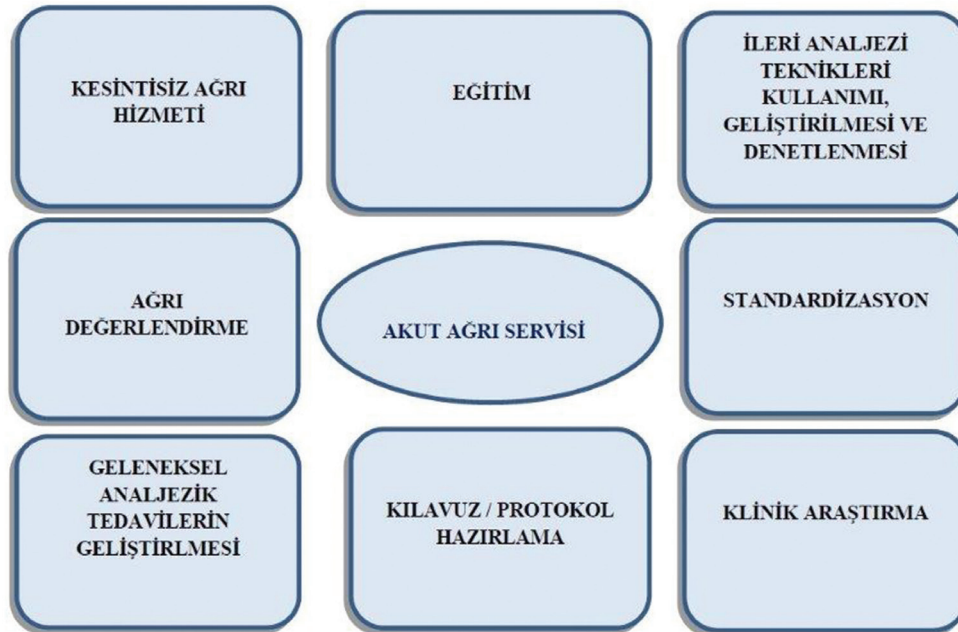 KESİNTİSİZ AĞRI
HİZMETİ
EĞİTİM
İLERİ ANALJEZİ
TEKNİKLERİ
KULLANIMI,
GELİŞTİRİLMESİ VE
DENETLENMESİ
AĞRI
DEĞERLENDİRME
AKUT AĞRI SERVİSİ
STANDARDİZASYON
GELENEKSEL
ANALJEZİK
TEDAVİLERİN
GELİŞTİRLMESİ
KILAVUZ / PROTOKOL
HAZIRLAMA
KLİNİK ARAŞTIRMA